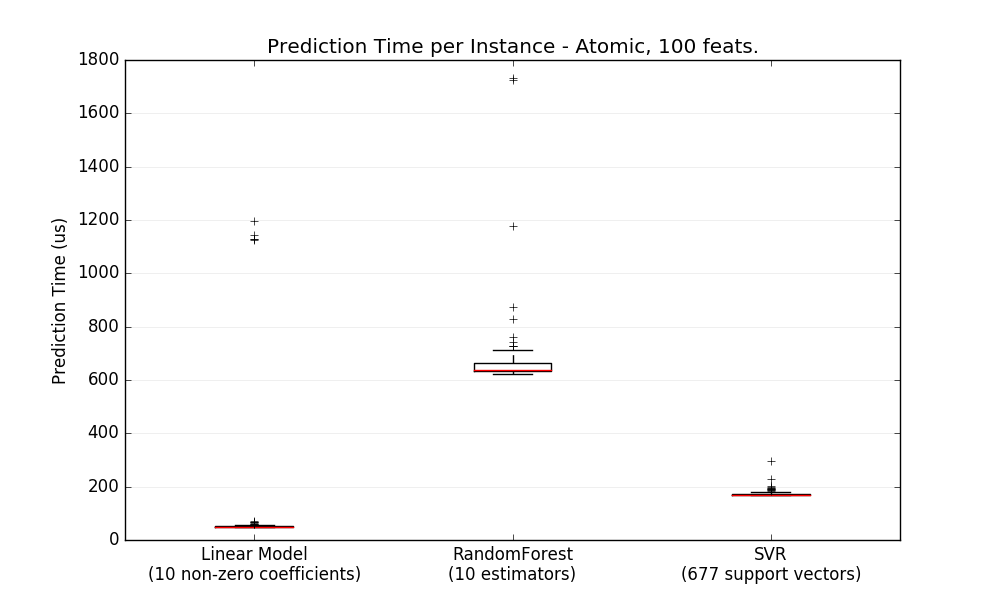 Prediction Time per Instance - Atomic, 100 feats.
1800
1600
1400
1200
1000
800
600
400
200
0
Prediction Time (us)
Linear Model
(10 non-zero coefficients)
RandomForest
(10 estimators)
SVR
(677 support vectors)